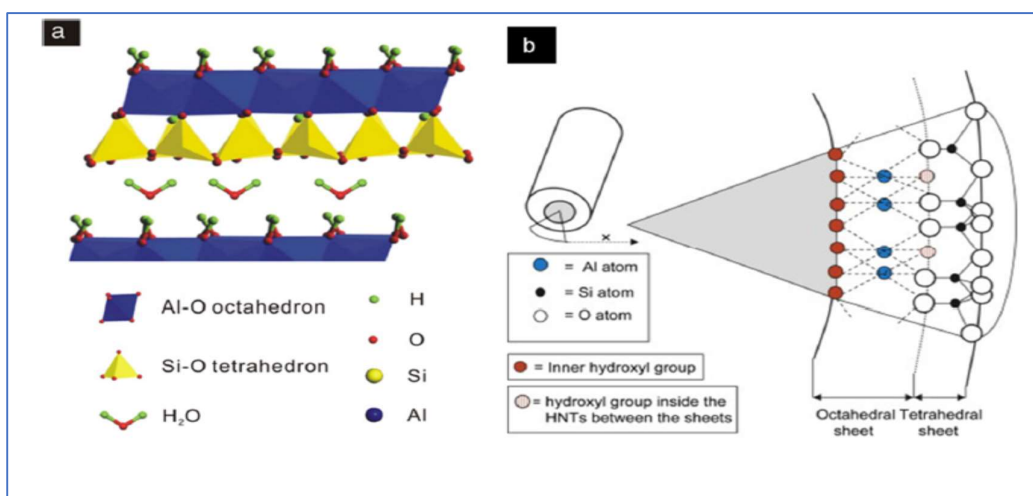 a
Al-O octahedron
Si-O tetrahedron
H₂O
H
O
Si
Al
b
x
= Al atom
= Si atom
= O atom
= Inner hydroxyl group
= hydroxyl group inside the
HNTs between the sheets
Octahedral Tetrahedral
sheet sheet